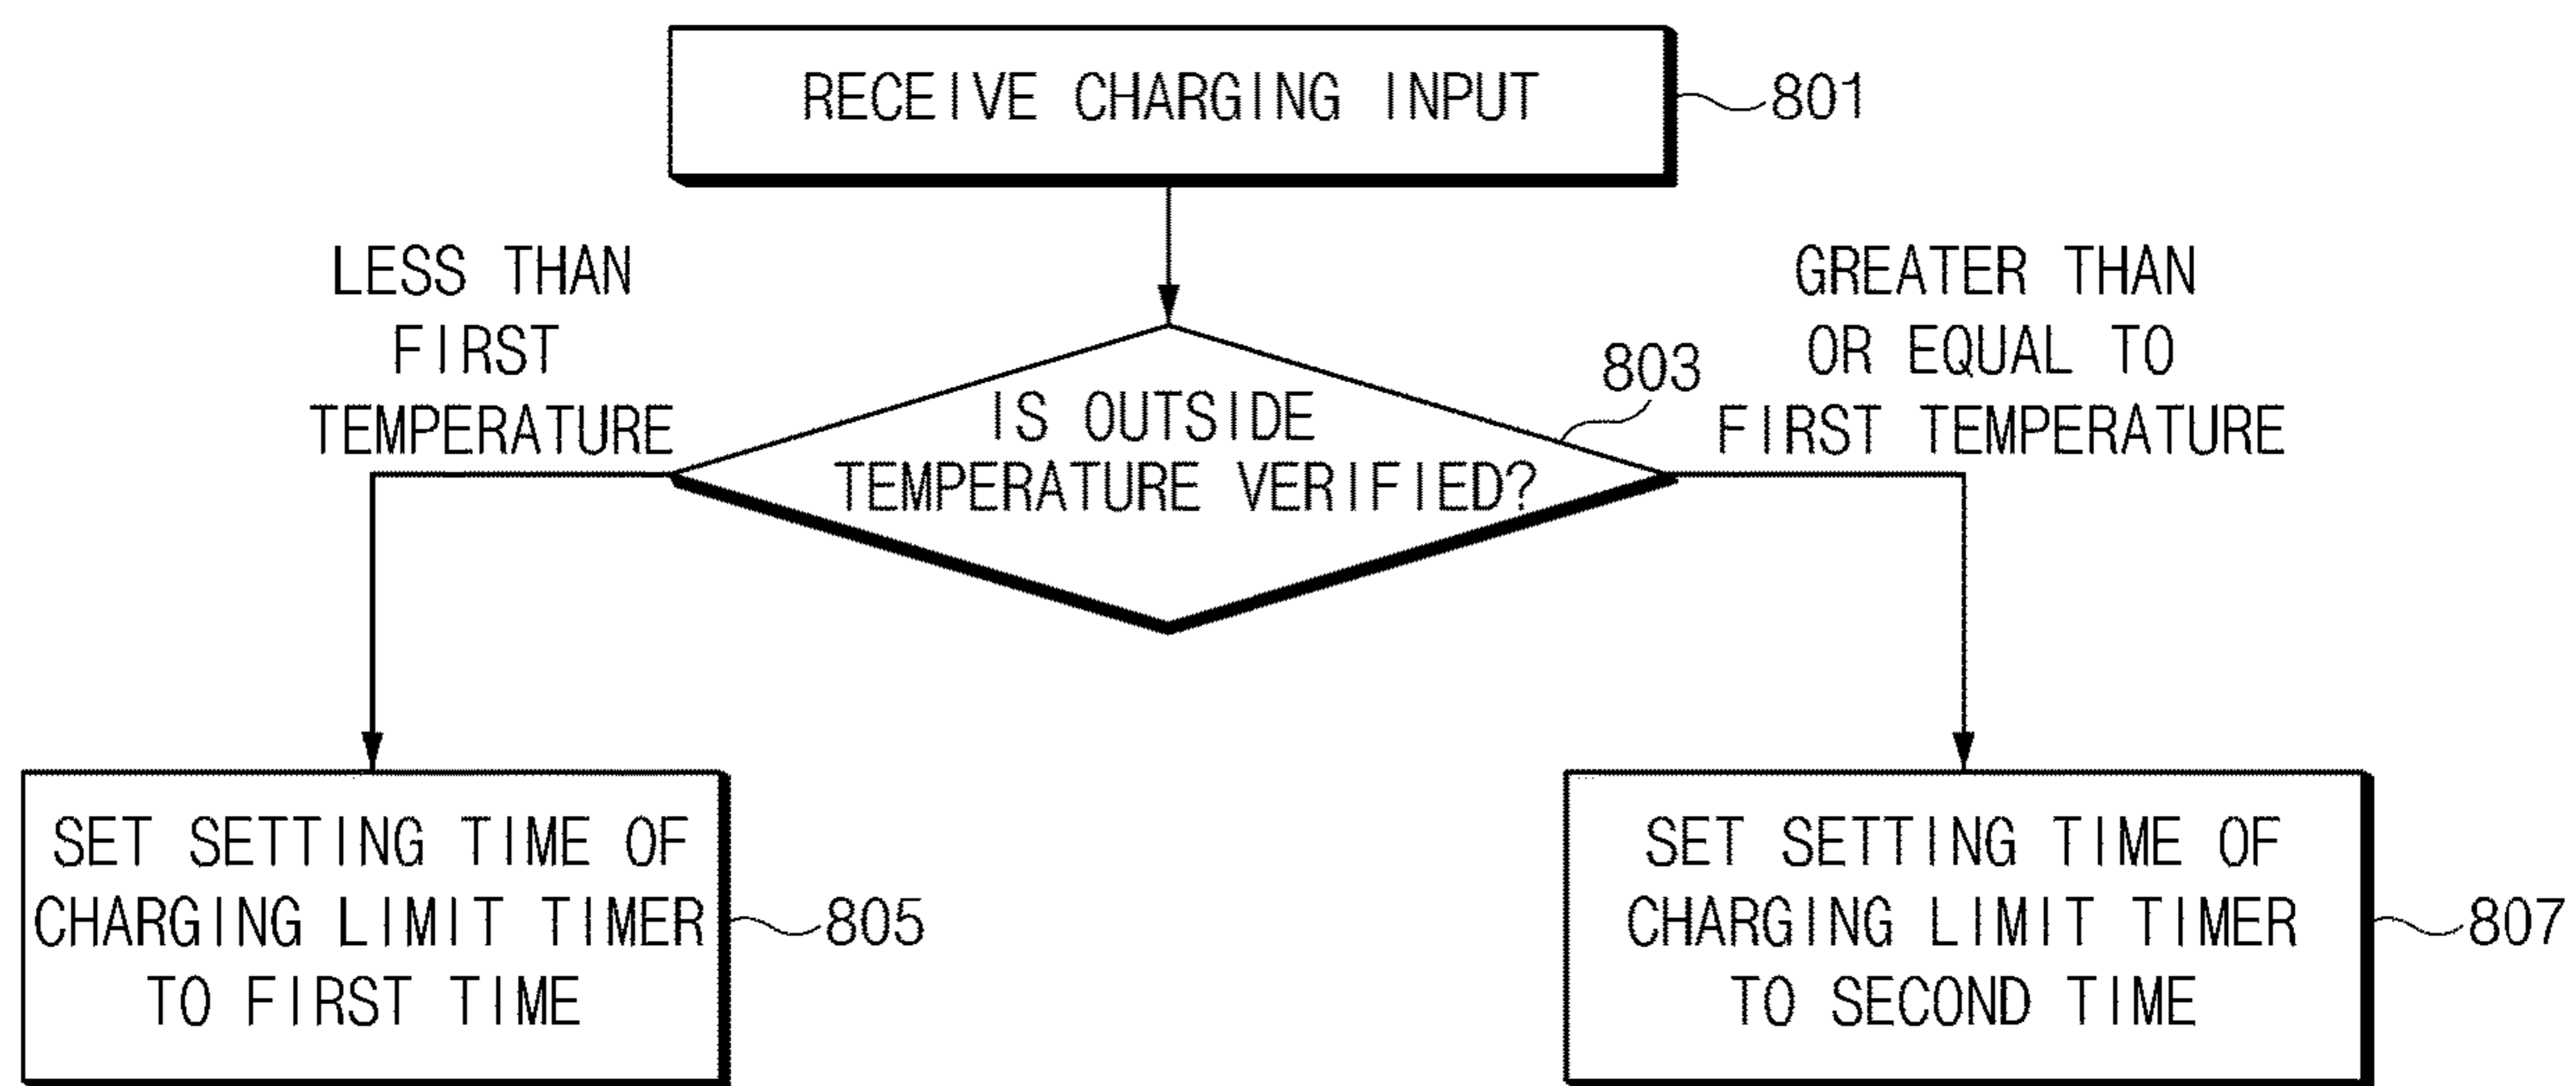 RECEIVE CHARGING INPUT
801
LESS THAN
FIRST
TEMPERATURE
GREATER THAN
OR EQUAL TO
FIRST TEMPERATURE
803
IS OUTSIDE
TEMPERATURE VERIFIED?
SET SETTING TIME OF
CHARGING LIMIT TIMER
TO FIRST TIME
805
SET SETTING TIME OF
CHARGING LIMIT TIMER
TO SECOND TIME
807